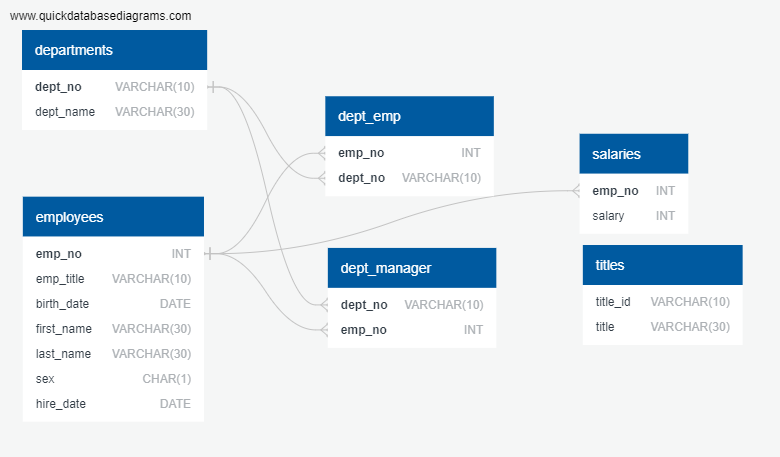 www.quickdatabasediagrams.com
departments
dept_no VARCHAR(10)
dept_name VARCHAR(30)
employees
emp_no INT
emp_title VARCHAR(10)
birth_date DATE
first_name VARCHAR(30)
last_name VARCHAR(30)
sex CHAR(1)
hire_date DATE
dept_emp
emp_no INT
dept_no VARCHAR(10)
dept_manager
dept_no VARCHAR(10)
emp_no INT
salaries
emp_no INT
salary INT
titles
title_id VARCHAR(10)
title VARCHAR(30)